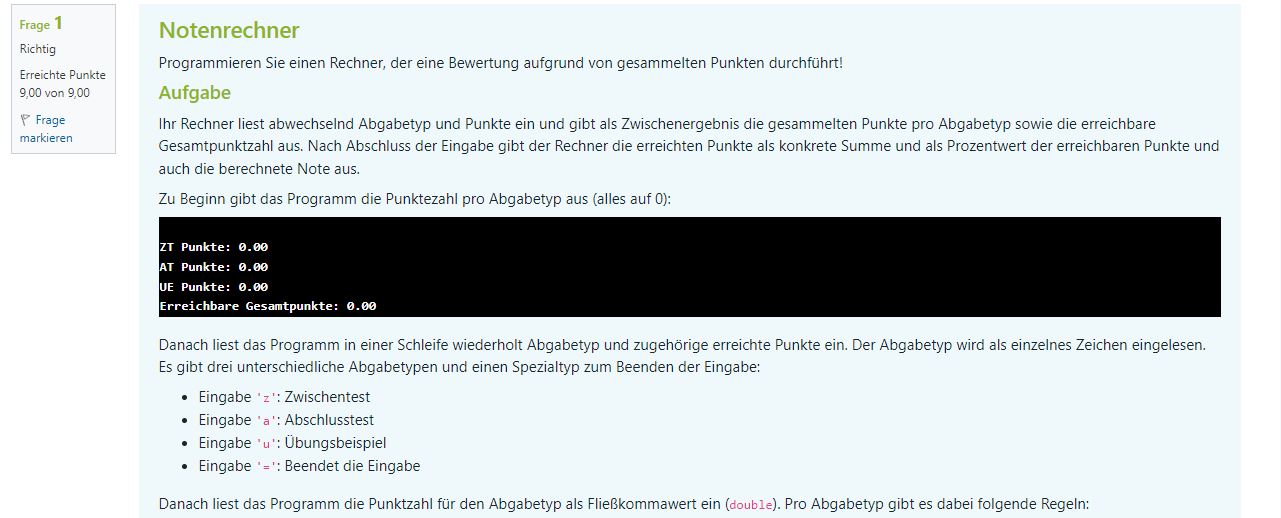 Frage 1
Richtig
Erreichte Punkte
9,00 von 9,00
Frage
markieren
Notenrechner
Programmieren Sie einen Rechner, der eine Bewertung aufgrund von gesammelten Punkten durchführt!
Aufgabe
Ihr Rechner liest abwechselnd Abgabetyp und Punkte ein und gibt als Zwischenergebnis die gesammelten Punkte pro Abgabetyp sowie die erreichbare
Gesamtpunktzahl aus. Nach Abschluss der Eingabe gibt der Rechner die erreichten Punkte als konkrete Summe und als Prozentwert der erreichbaren Punkte und
auch die berechnete Note aus.
Zu Beginn gibt das Programm die Punktezahl pro Abgabetyp aus (alles auf 0):
ZT Punkte: 0.00
AT Punkte: 0.00
UE Punkte: 0.00
Erreichbare Gesamtpunkte: 0.00
Danach liest das Programm in einer Schleife wiederholt Abgabetyp und zugehörige erreichte Punkte ein. Der Abgabetyp wird als einzelnes Zeichen eingelesen.
Es gibt drei unterschiedliche Abgabetypen und einen Spezialtyp zum Beenden der Eingabe:
• Eingabe 'z': Zwischentest
• Eingabe 'a': Abschlusstest
• Eingabe 'u': Übungsbeispiel
• Eingabe '=': Beendet die Eingabe
Danach liest das Programm die Punktzahl für den Abgabetyp als Fließkommawert ein (double). Pro Abgabetyp gibt es dabei folgende Regeln: